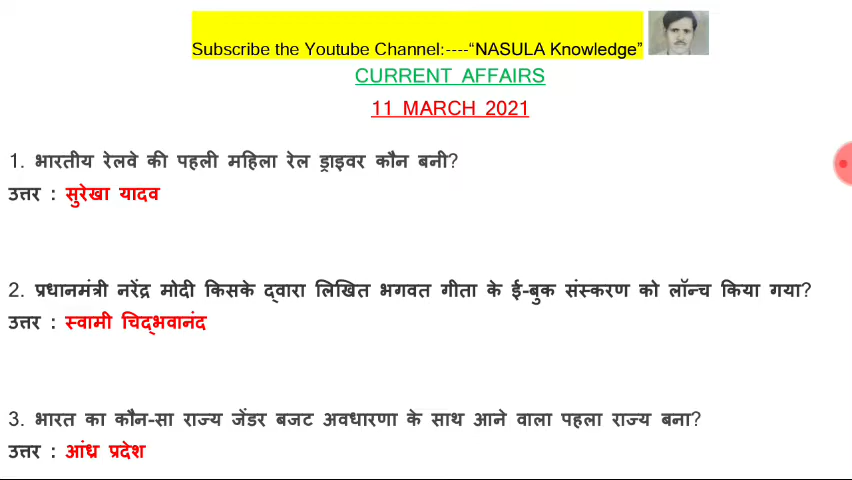 Subscribe the Youtube Channel:----“NASULA Knowledge”
CURRENT AFFAIRS
11 MARCH 2021
1. भारतीय रेलवे की पहली महिला रेल ड्राइवर कौन बनी?
उत्तर : सुरेखा यादव
2. प्रधानमंत्री नरेंद्र मोदी किसके द्वारा लिखित भगवत गीता के ई-बुक संस्करण को लॉन्च किया गया?
उत्तर : स्वामी चिद्भवानंद
3. भारत का कौन-सा राज्य जेंडर बजट अवधारणा के साथ आने वाला पहला राज्य बना?
उत्तर : आंध्र प्रदेश